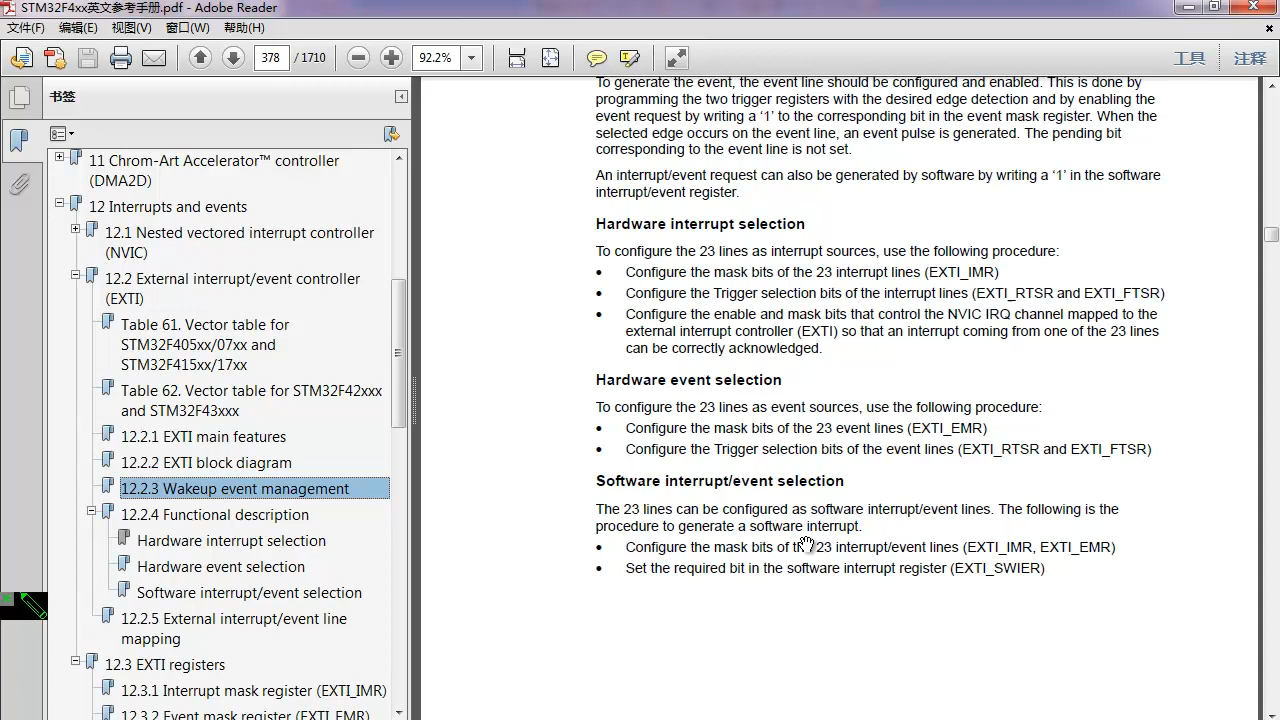 STM32F4xx英文参考手册.pdf - Adobe Reader
文件(F) 编辑(E) 视图(V) 窗口(W) 帮助(H)
378 / 1710 92.2% 工具 注释
书签
11 Chrom-Art Accelerator™ controller
(DMA2D)
12 Interrupts and events
12.1 Nested vectored interrupt controller
(NVIC)
12.2 External interrupt/event controller
(EXTI)
Table 61. Vector table for
STM32F405xx/07xx and
STM32F415xx/17xx
Table 62. Vector table for STM32F42xxx
and STM32F43xxx
12.2.1 EXTI main features
12.2.2 EXTI block diagram
12.2.3 Wakeup event management
12.2.4 Functional description
Hardware interrupt selection
Hardware event selection
Software interrupt/event selection
12.2.5 External interrupt/event line
mapping
12.3 EXTI registers
12.3.1 Interrupt mask register (EXTI_IMR)
12.3.2 Event mask register (EXTI_EMR)
To generate the event, the event line should be configured and enabled. This is done by
programming the two trigger registers with the desired edge detection and by enabling the
event request by writing a ‘1’ to the corresponding bit in the event mask register. When the
selected edge occurs on the event line, an event pulse is generated. The pending bit
corresponding to the event line is not set.
An interrupt/event request can also be generated by software by writing a ‘1’ in the software
interrupt/event register.
Hardware interrupt selection
To configure the 23 lines as interrupt sources, use the following procedure:
• Configure the mask bits of the 23 interrupt lines (EXTI_IMR)
• Configure the Trigger selection bits of the interrupt lines (EXTI_RTSR and EXTI_FTSR)
• Configure the enable and mask bits that control the NVIC IRQ channel mapped to the
external interrupt controller (EXTI) so that an interrupt coming from one of the 23 lines
can be correctly acknowledged.
Hardware event selection
To configure the 23 lines as event sources, use the following procedure:
• Configure the mask bits of the 23 event lines (EXTI_EMR)
• Configure the Trigger selection bits of the event lines (EXTI_RTSR and EXTI_FTSR)
Software interrupt/event selection
The 23 lines can be configured as software interrupt/event lines. The following is the
procedure to generate a software interrupt.
• Configure the mask bits of the 23 interrupt/event lines (EXTI_IMR, EXTI_EMR)
• Set the required bit in the software interrupt register (EXTI_SWIER)